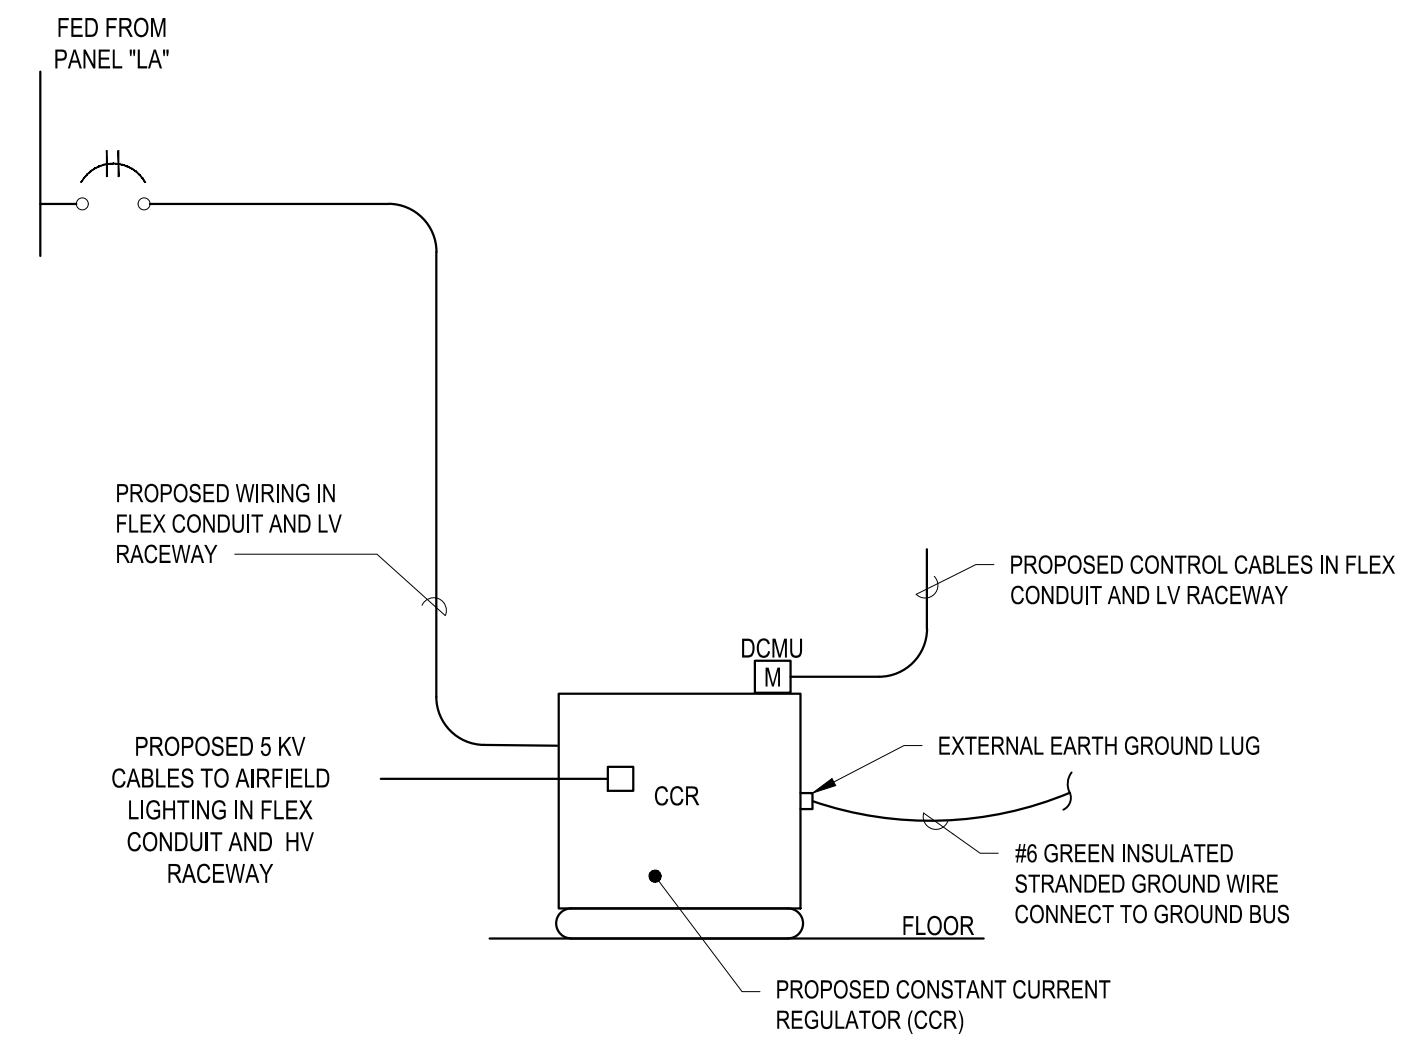 FED FROM
PANEL "LA"
PROPOSED WIRING IN
FLEX CONDUIT AND LV
RACEWAY
PROPOSED CONTROL CABLES IN FLEX
CONDUIT AND LV RACEWAY
DCMU
M
PROPOSED 5 KV
CABLES TO AIRFIELD
LIGHTING IN FLEX
CONDUIT AND HV
RACEWAY
CCR
EXTERNAL EARTH GROUND LUG
#6 GREEN INSULATED
STRANDED GROUND WIRE
CONNECT TO GROUND BUS
FLOOR
PROPOSED CONSTANT CURRENT
REGULATOR (CCR)